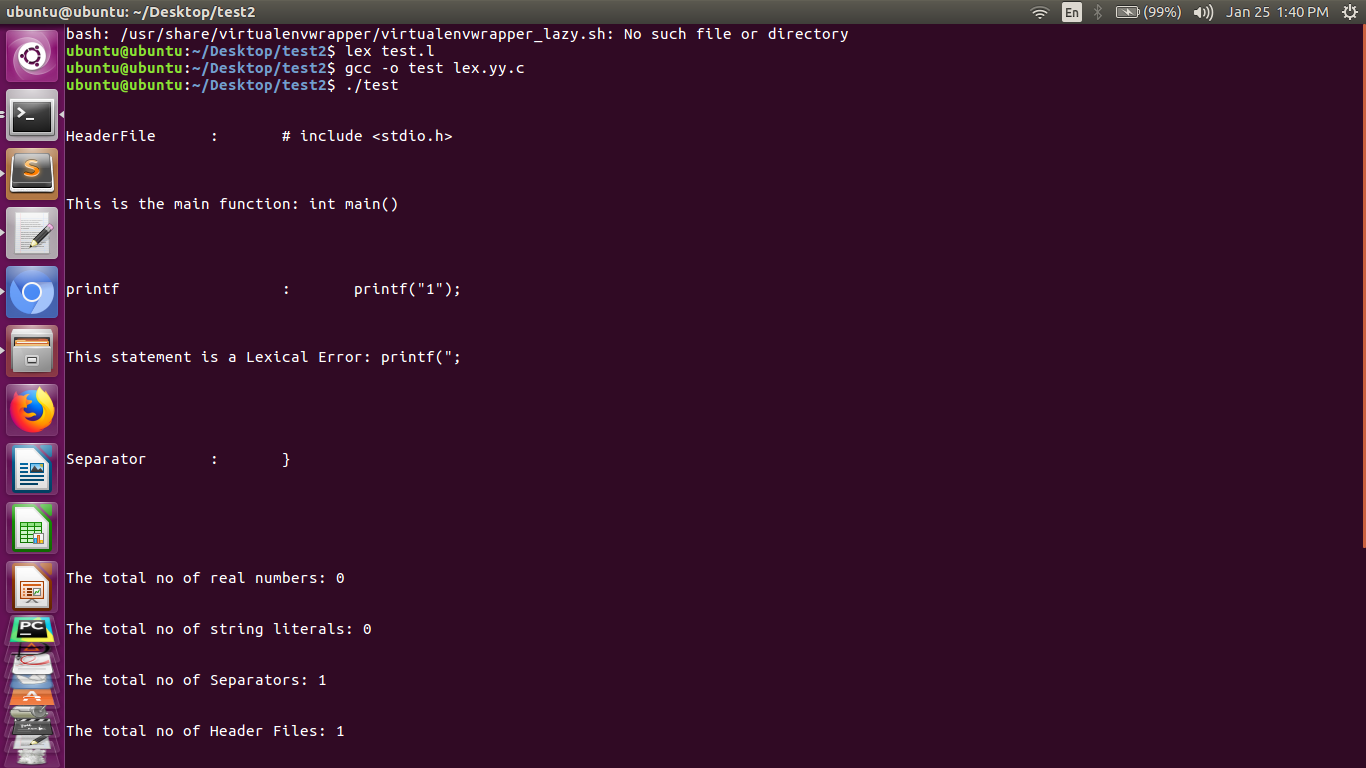 ubuntu@ubuntu: ~/Desktop/test2 En (99%) Jan 25 1:40 PM
bash: /usr/share/virtualenvwrapper/virtualenvwrapper_lazy.sh: No such file or directory
ubuntu@ubuntu:~/Desktop/test2$ lex test.l
ubuntu@ubuntu:~/Desktop/test2$ gcc -o test lex.yy.c
ubuntu@ubuntu:~/Desktop/test2$ ./test
HeaderFile : # include <stdio.h>
This is the main function: int main()
printf : printf("1");
This statement is a Lexical Error: printf(";
Separator : }
The total no of real numbers: 0
The total no of string literals: 0
The total no of Separators: 1
The total no of Header Files: 1
S
PC